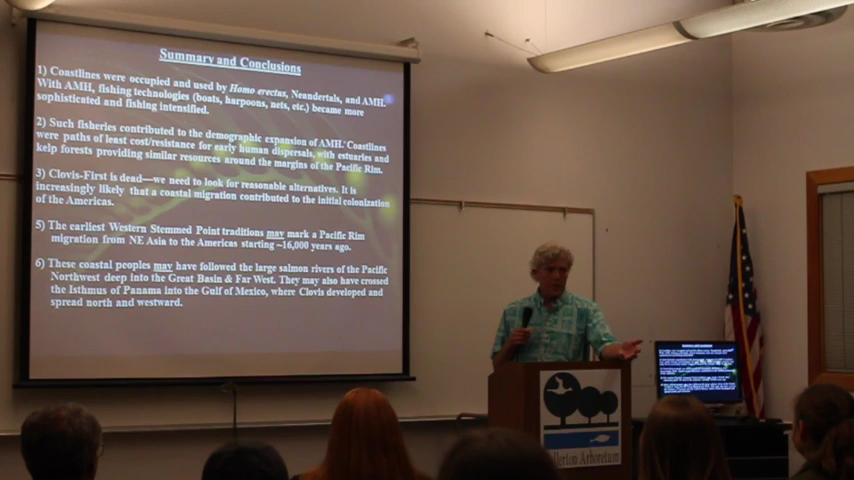 Summary and Conclusions
1) Coastlines were occupied and used by Homo erectus, Neandertals, and AMH.
With AMH, fishing technologies (boats, harpoons, nets, etc.) became more
sophisticated and fishing intensified.
2) Such fisheries contributed to the demographic expansion of AMH. Coastlines
were paths of least cost/resistance for early human dispersals, with estuaries and
kelp forests providing similar resources around the margins of the Pacific Rim.
3) Clovis-First is dead—we need to look for reasonable alternatives. It is
increasingly likely that a coastal migration contributed to the initial colonization
of the Americas.
5) The earliest Western Stemmed Point traditions may mark a Pacific Rim
migration from NE Asia to the Americas starting ~16,000 years ago.
6) These coastal peoples may have followed the large salmon rivers of the Pacific
Northwest deep into the Great Basin & Far West. They may also have crossed
the Isthmus of Panama into the Gulf of Mexico, where Clovis developed and
spread north and westward.
llerton Arboretum